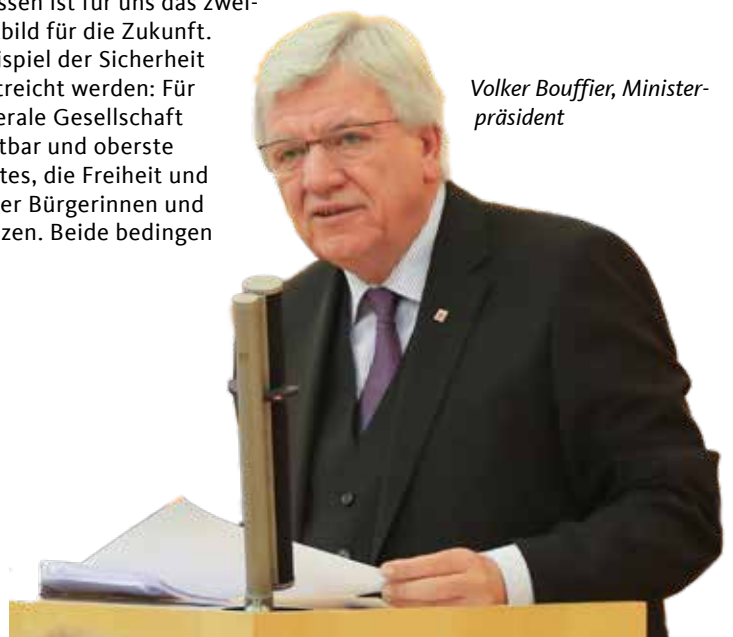 ssen ist für uns das zwei-
bild für die Zukunft.
ispiel der Sicherheit
treicht werden: Für
erale Gesellschaft
tbar und oberste
tes, die Freiheit und
er Bürgerinnen und
zen. Beide bedingen
Volker Bouffier, Minister-
präsident